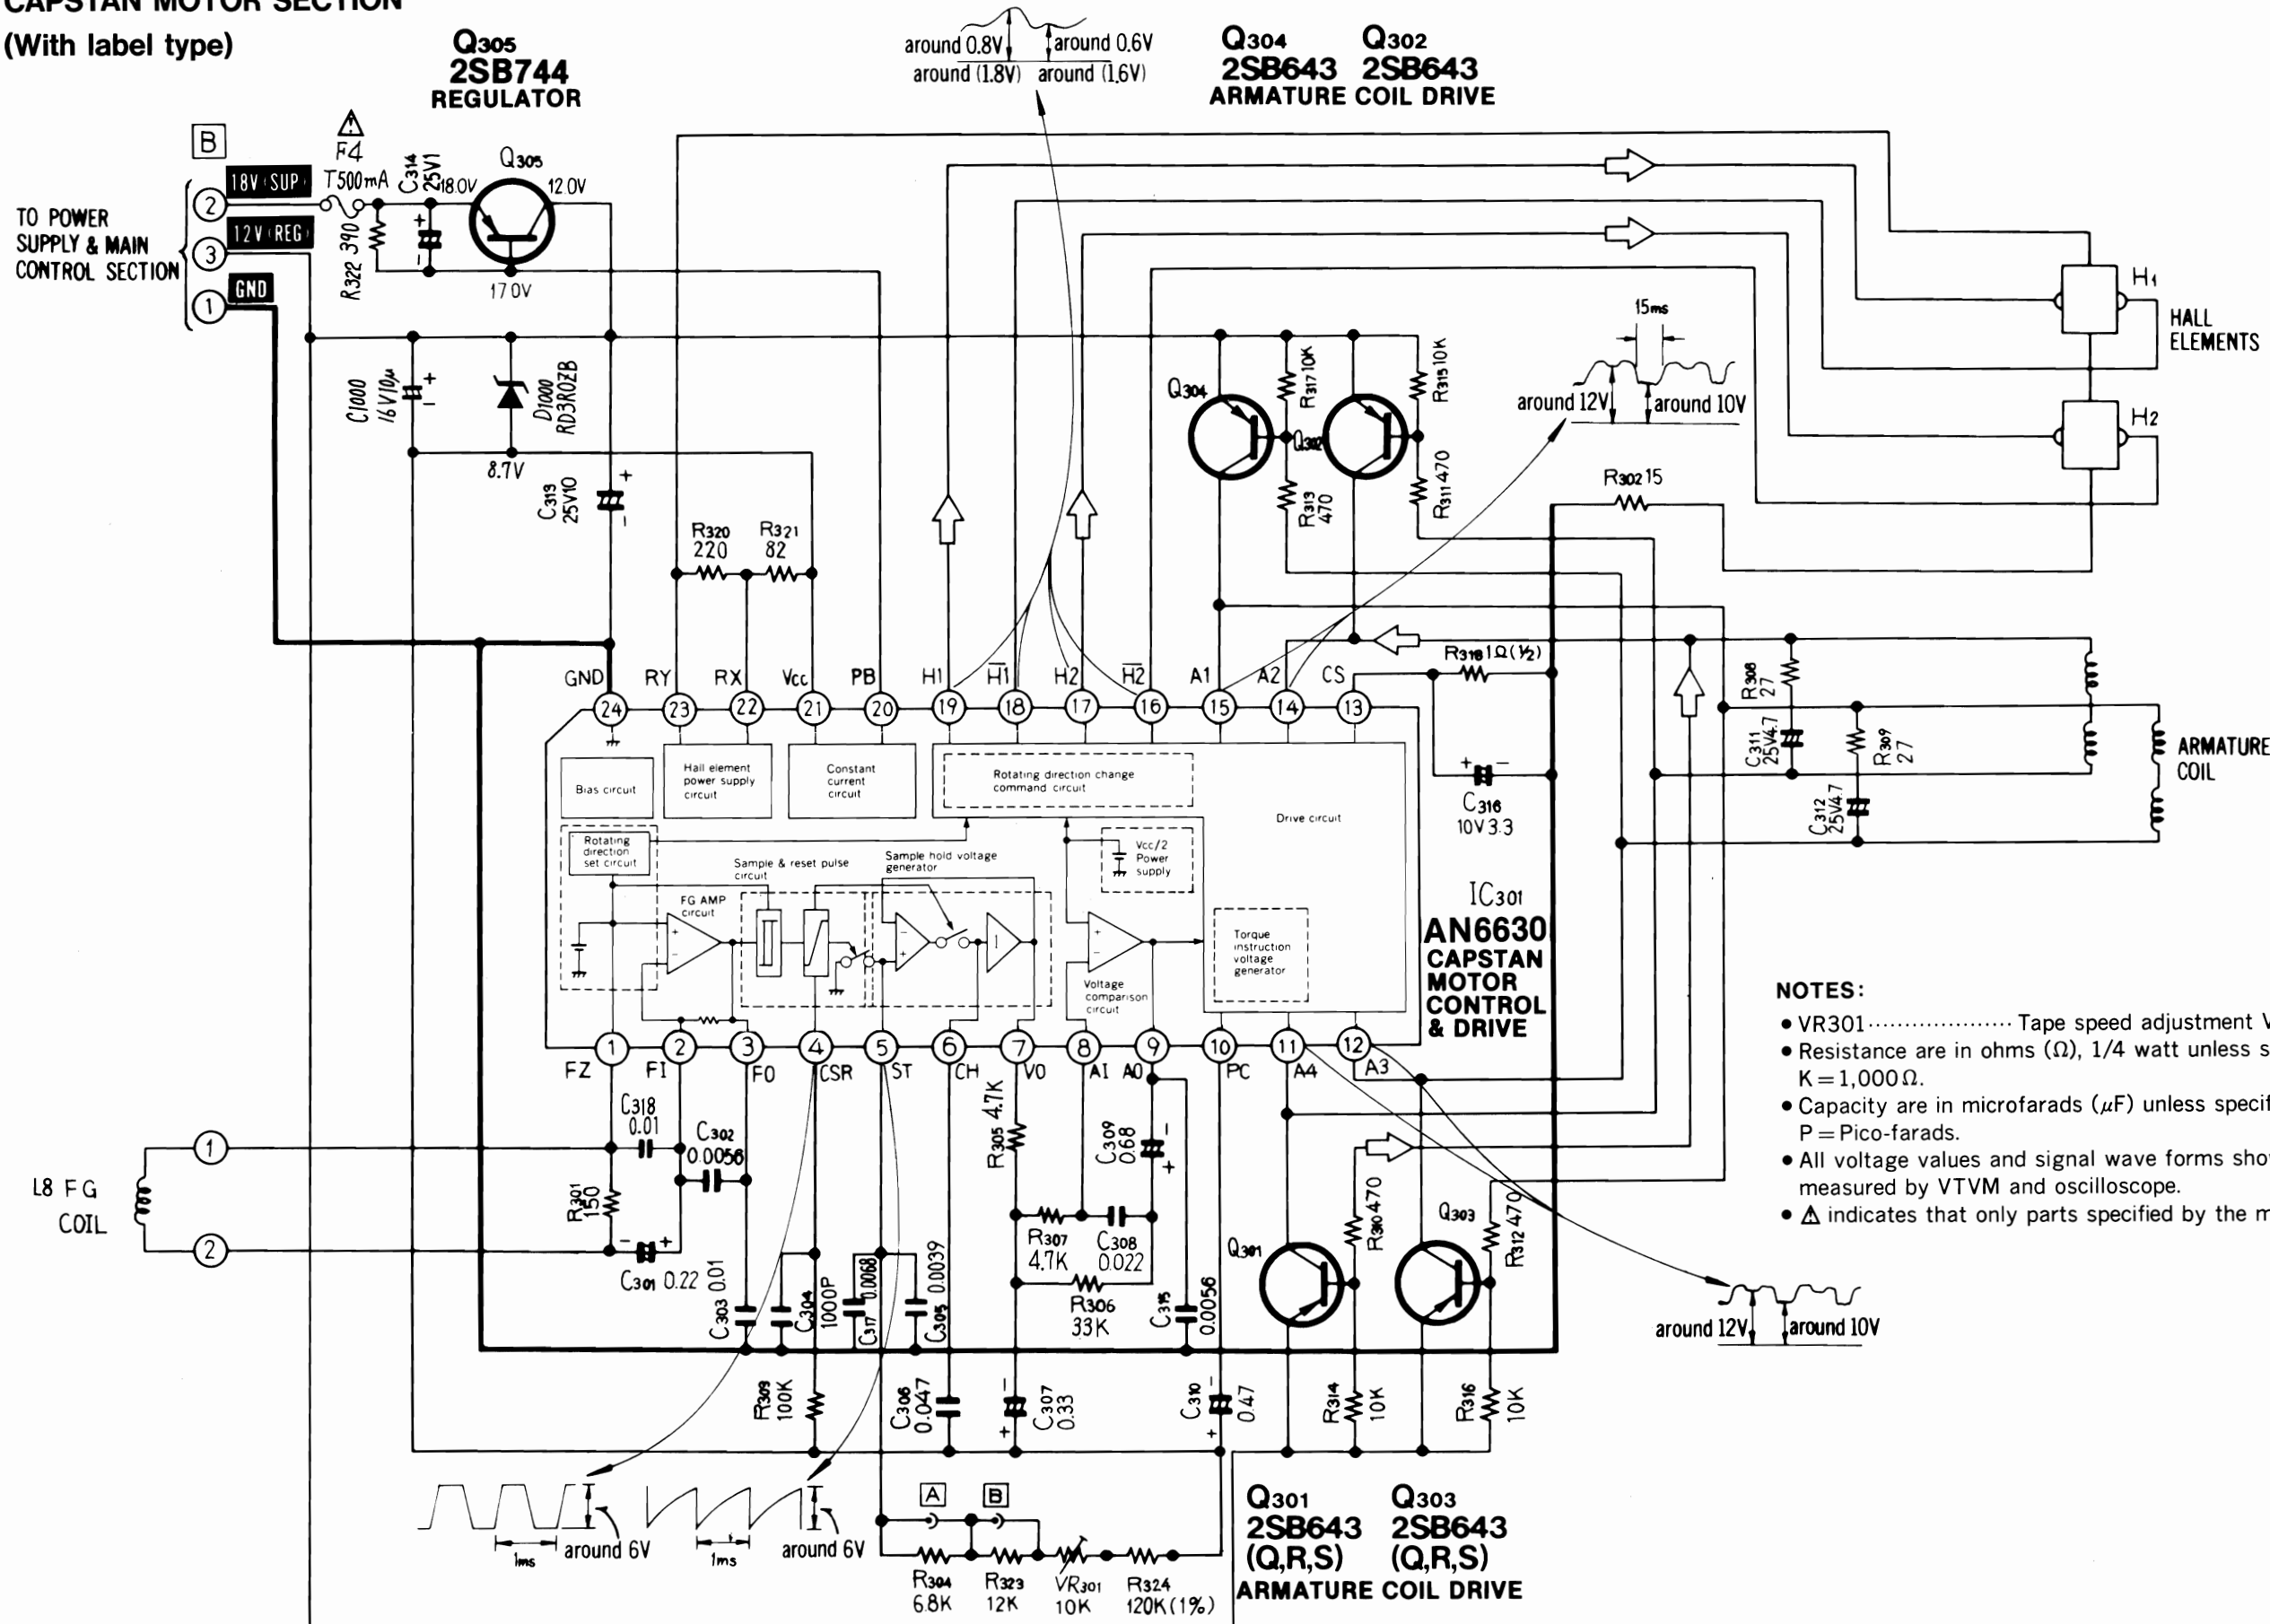 CAPSTAN MOTOR SECTION
(With label type)
Q305
2SB744
REGULATOR
around 0.8V
around 0.6V
around (1.8V)
around (1.6V)
Q304
2SB643
Q302
2SB643
ARMATURE COIL DRIVE
B
18V (SUP)
12V (REG)
GND
2
3
1
TO POWER
SUPPLY & MAIN
CONTROL SECTION
F4
T500mA
R322 390
C314
25V1
18.0V
Q305
12.0V
17.0V
C1000
16V10μ
+
-
D1000
RD3R0ZB
8.7V
C313
25V10
+
-
R320
220
R321
82
Q304
R317 10K
Q302
R315 10K
R313
470
R311 470
15ms
around 12V
around 10V
R302 15
H1
HALL
ELEMENTS
H2
R318 1Ω(½)
R308
27
C311
25V4.7
R309
27
C312
25V4.7
ARMATURE
COIL
+
-
C316
10V3.3
GND
RY
RX
Vcc
PB
H1
H1
H2
H2
A1
A2
CS
24
23
22
21
20
19
18
17
16
15
14
13
Bias circuit
Hall element
power supply
circuit
Constant
current
circuit
Rotating direction change
command circuit
Drive circuit
Rotating
direction
set circuit
Sample & reset pulse
circuit
Sample hold voltage
generator
Vcc/2
Power
supply
FG AMP
circuit
Voltage
comparison
circuit
Torque
instruction
voltage
generator
IC301
AN6630
CAPSTAN
MOTOR
CONTROL
& DRIVE
1
2
3
4
5
6
7
8
9
10
11
12
FZ
FI
FO
CSR
ST
CH
VO
AI
AO
PC
A4
A3
NOTES:
• VR301 ·················· Tape speed adjustment V
• Resistance are in ohms (Ω), 1/4 watt unless s
K=1,000Ω.
• Capacity are in microfarads (μF) unless specif
P=Pico-farads.
• All voltage values and signal wave forms sho
measured by VTVM and oscilloscope.
• ⚠ indicates that only parts specified by the m
L8 FG
COIL
1
2
C318
0.01
C302
0.0056
R301
150
-
+
C301 0.22
C303 0.01
C304
1000P
C317
0.0068
C305
0.0039
R305 4.7K
C309
0.68
-
+
R307
4.7K
C308
0.022
R306
33K
C315
0.0056
Q301
R310 470
Q303
R312 470
around 12V
around 10V
R303
100K
C306
0.047
-
+
C307
0.33
C310
0.47
-
+
R314
10K
R316
10K
1ms
around 6V
1ms
around 6V
A
B
R304
6.8K
R323
12K
VR301
10K
R324
120K(1%)
Q301
2SB643
(Q,R,S)
Q303
2SB643
(Q,R,S)
ARMATURE COIL DRIVE